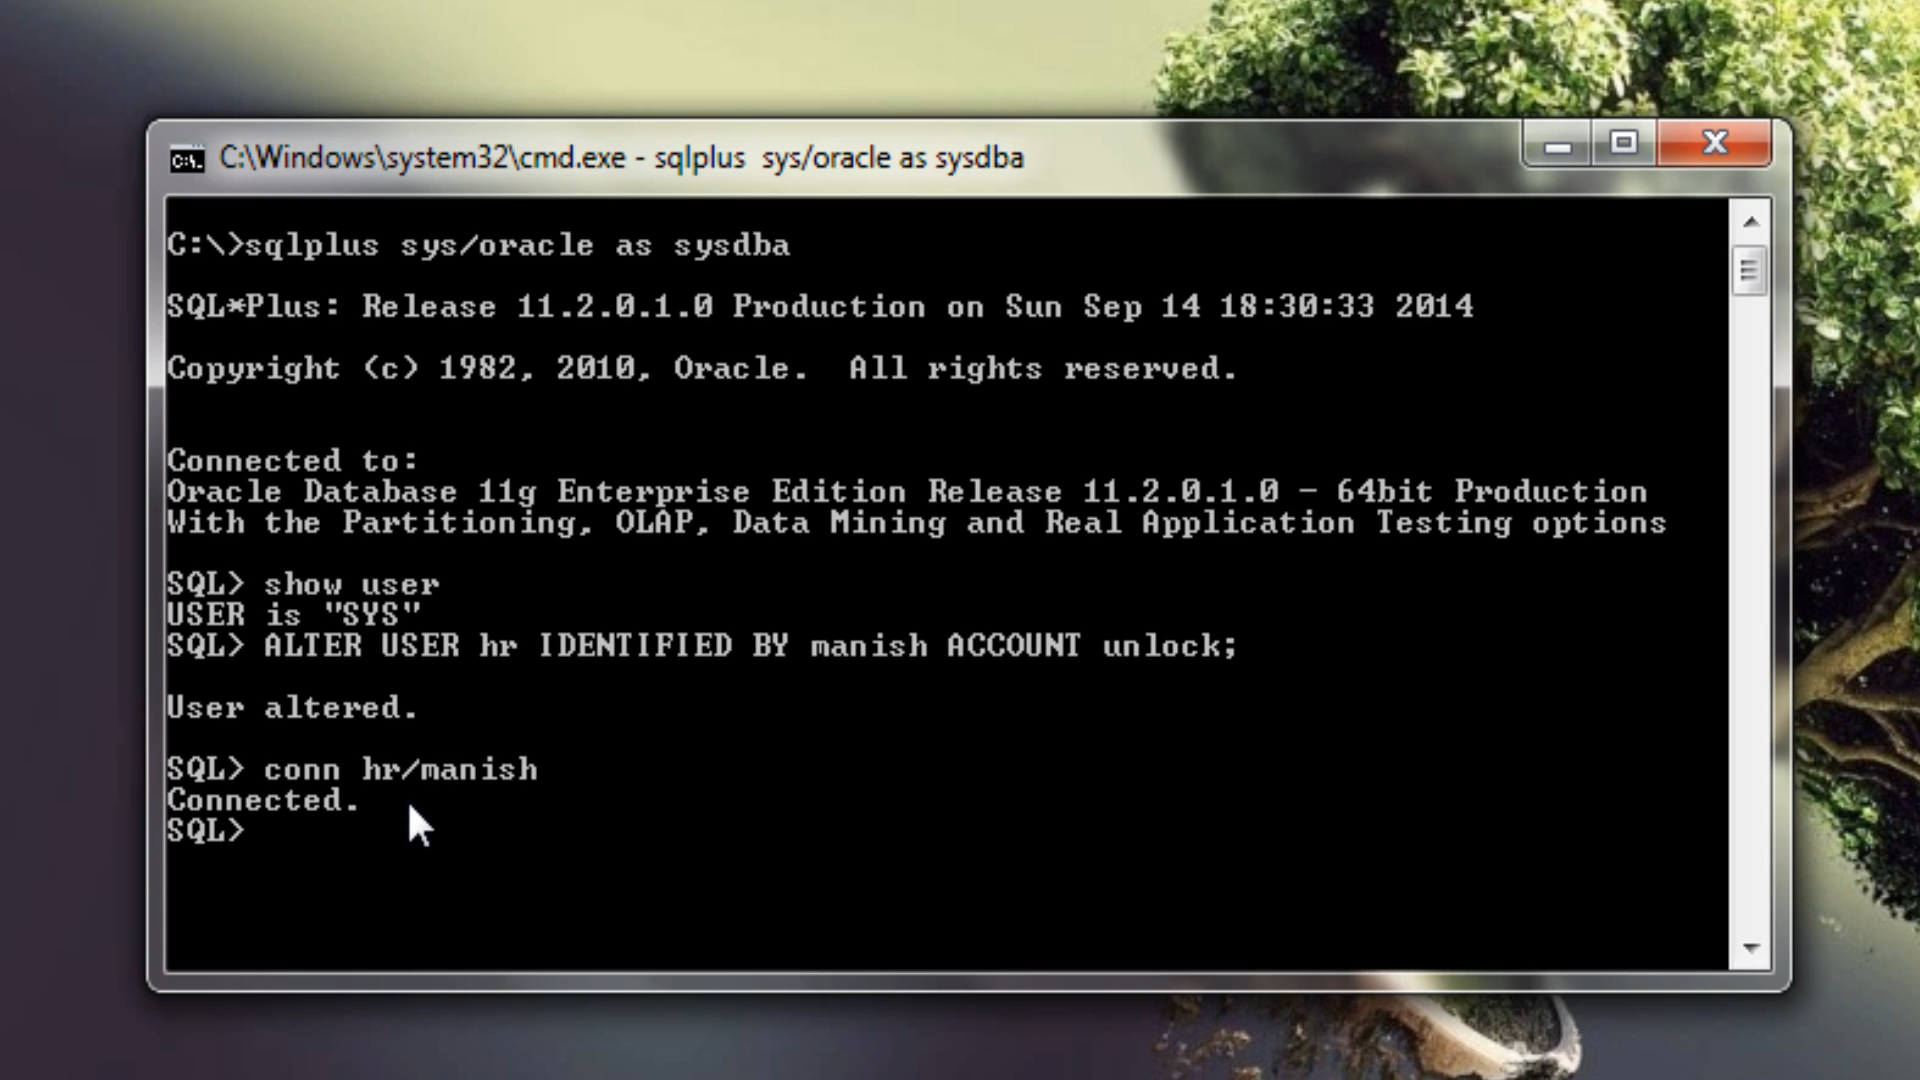 C:\Windows\system32\cmd.exe - sqlplus  sys/oracle as sysdba
C:\>sqlplus sys/oracle as sysdba
SQL*Plus: Release 11.2.0.1.0 Production on Sun Sep 14 18:30:33 2014
Copyright (c) 1982, 2010, Oracle.  All rights reserved.
Connected to:
Oracle Database 11g Enterprise Edition Release 11.2.0.1.0 - 64bit Production
With the Partitioning, OLAP, Data Mining and Real Application Testing options
SQL> show user
USER is "SYS"
SQL> ALTER USER hr IDENTIFIED BY manish ACCOUNT unlock;
User altered.
SQL> conn hr/manish
Connected.
SQL>